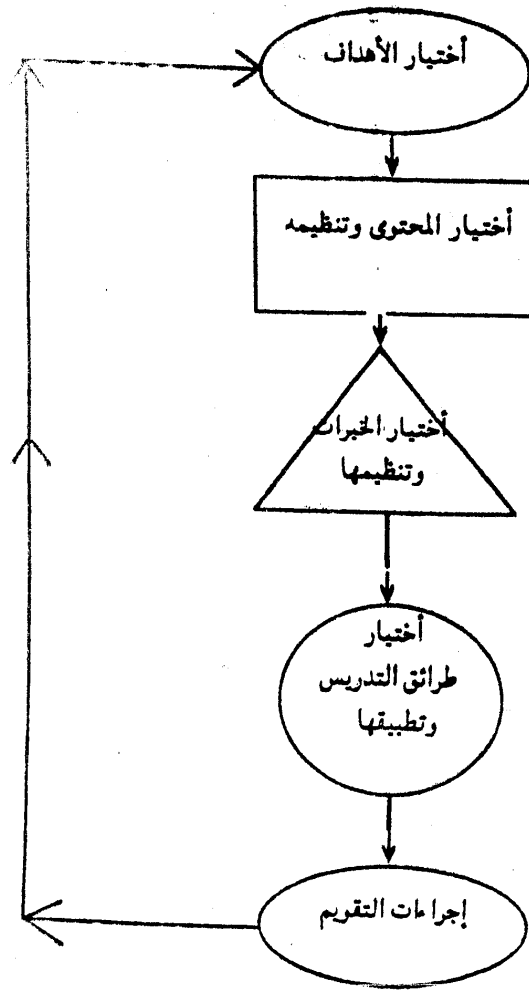 أختيار الأهداف
أختيار المحتوى وتنظيمه
أختيار الخبرات
وتنظيمها
أختيار
طرائق التدريس
وتطبيقها
إجراءات التقويم